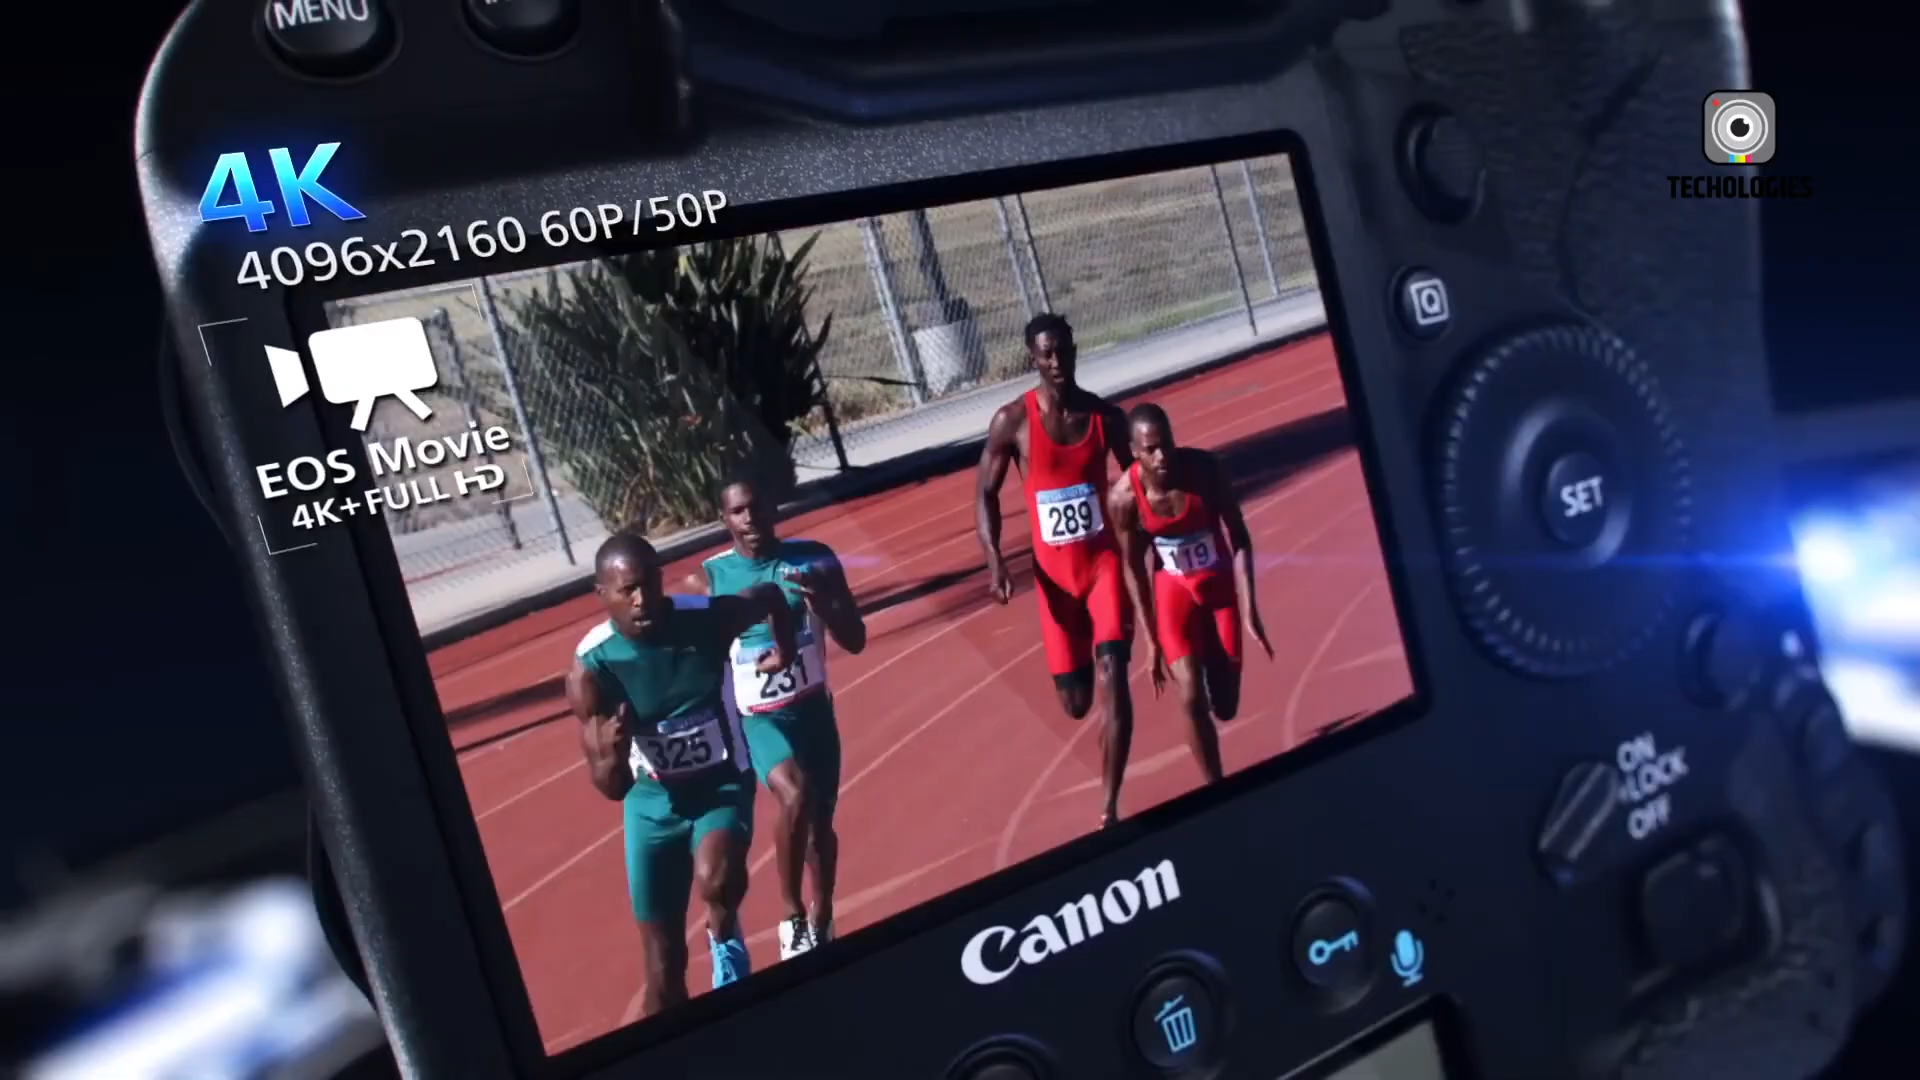 MENU
4K
4096x2160 60P/50P
EOS Movie
4K+FULL HD
TECHOLOGIES
Q
SET
289
119
231
325
ON
LOCK
OFF
Canon